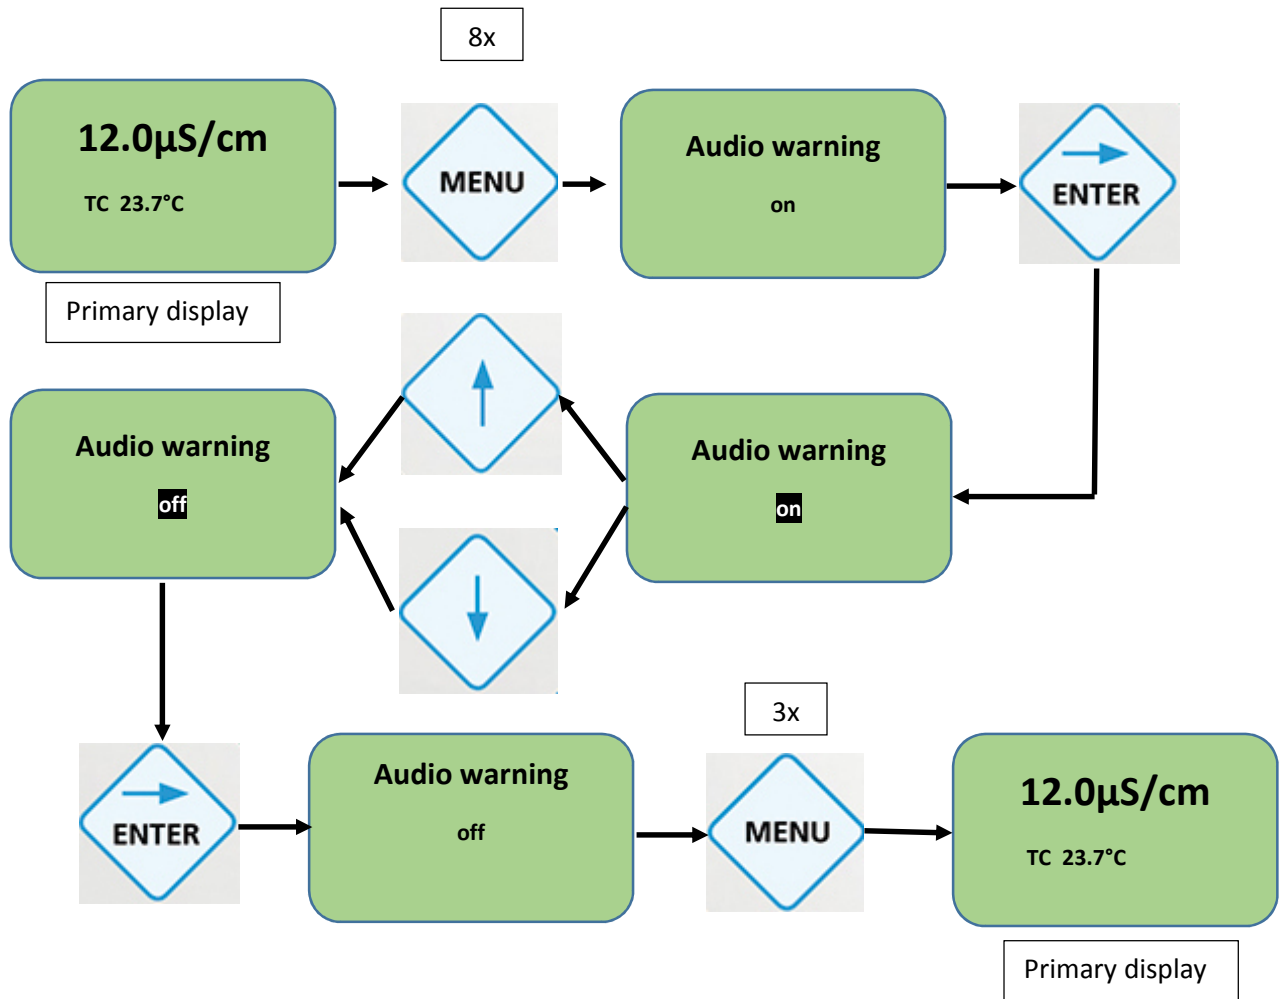 8x
12.0µS/cm
TC 23.7°C
Primary display
MENU
Audio warning
on
ENTER
Audio warning
on
Audio warning
off
ENTER
Audio warning
off
3x
MENU
12.0µS/cm
TC 23.7°C
Primary display